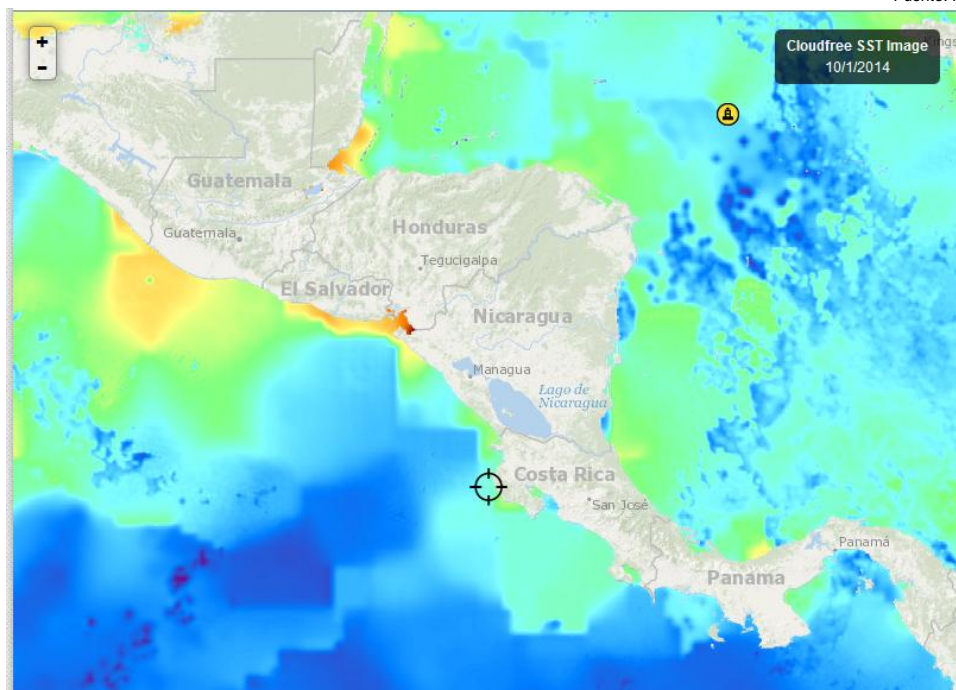 +
-
Cloudfree SST Image
10/1/2014
Guatemala
Honduras
Guatemala
Tegucigalpa
El Salvador
Nicaragua
Managua
Lago de
Nicaragua
Costa Rica
San José
Panamá
Panama